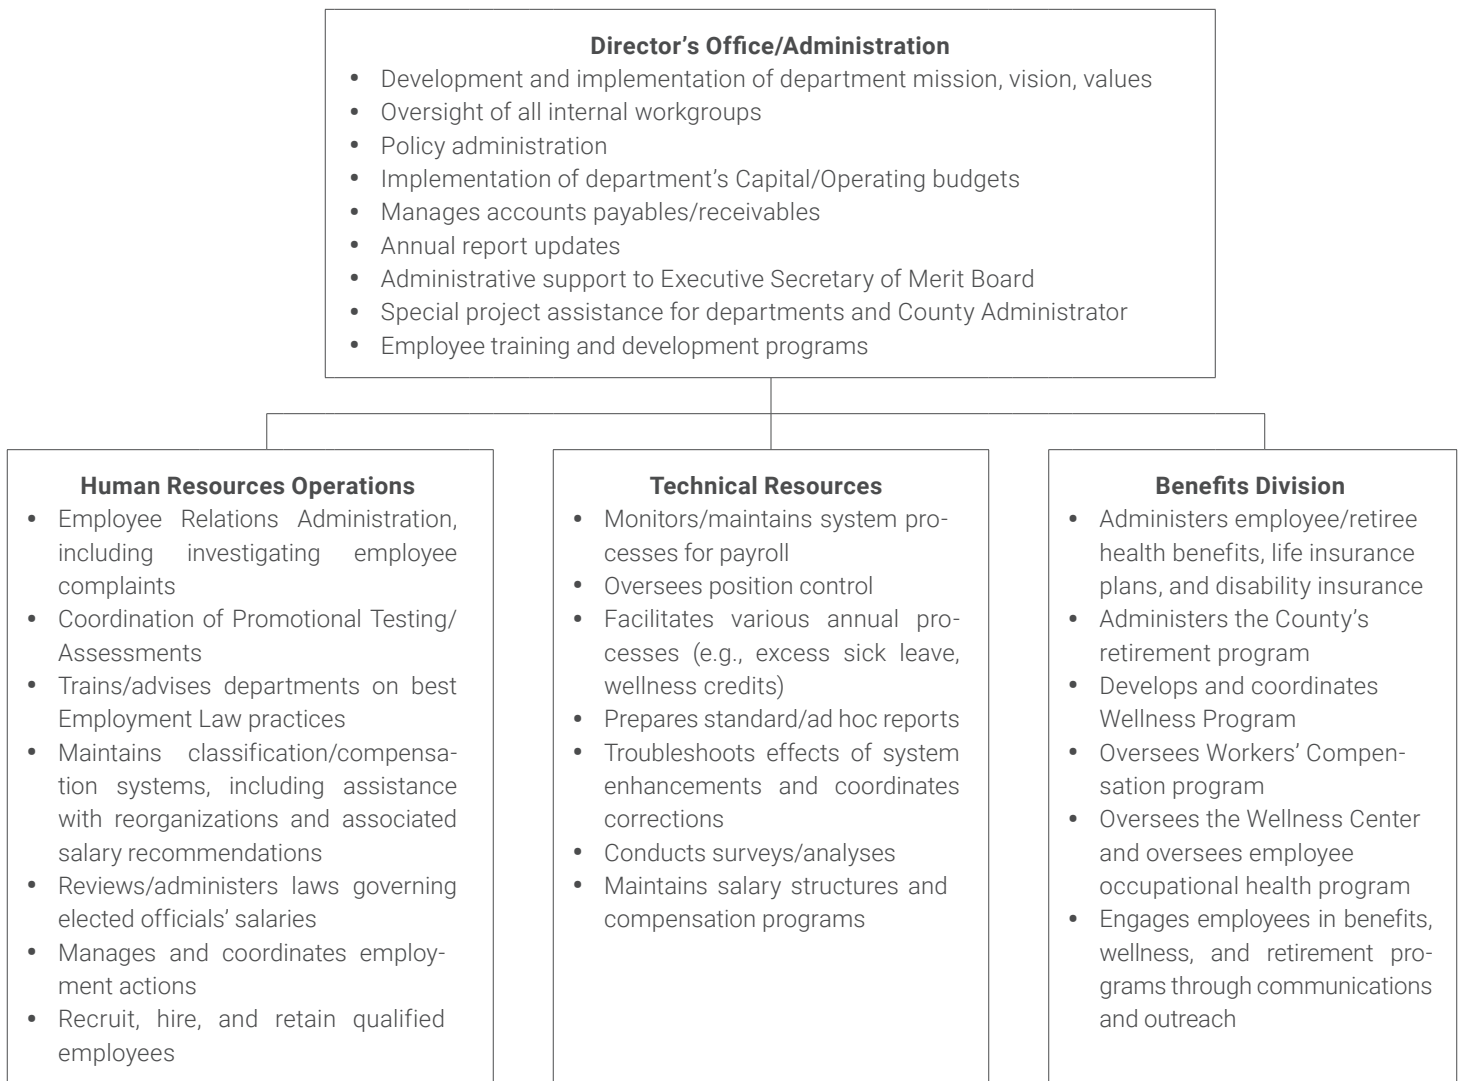 Director’s Office/Administration
• Development and implementation of department mission, vision, values
• Oversight of all internal workgroups
• Policy administration
• Implementation of department’s Capital/Operating budgets
• Manages accounts payables/receivables
• Annual report updates
• Administrative support to Executive Secretary of Merit Board
• Special project assistance for departments and County Administrator
• Employee training and development programs
Human Resources Operations
• Employee Relations Administration,
including investigating employee
complaints
• Coordination of Promotional Testing/
Assessments
• Trains/advises departments on best
Employment Law practices
• Maintains classification/compensa-
tion systems, including assistance
with reorganizations and associated
salary recommendations
• Reviews/administers laws governing
elected officials’ salaries
• Manages and coordinates employ-
ment actions
• Recruit, hire, and retain qualified
employees
Technical Resources
• Monitors/maintains system pro-
cesses for payroll
• Oversees position control
• Facilitates various annual pro-
cesses (e.g., excess sick leave,
wellness credits)
• Prepares standard/ad hoc reports
• Troubleshoots effects of system
enhancements and coordinates
corrections
• Conducts surveys/analyses
• Maintains salary structures and
compensation programs
Benefits Division
• Administers employee/retiree
health benefits, life insurance
plans, and disability insurance
• Administers the County’s
retirement program
• Develops and coordinates
Wellness Program
• Oversees Workers’ Compen-
sation program
• Oversees the Wellness Center
and oversees employee
occupational health program
• Engages employees in benefits,
wellness, and retirement pro-
grams through communications
and outreach